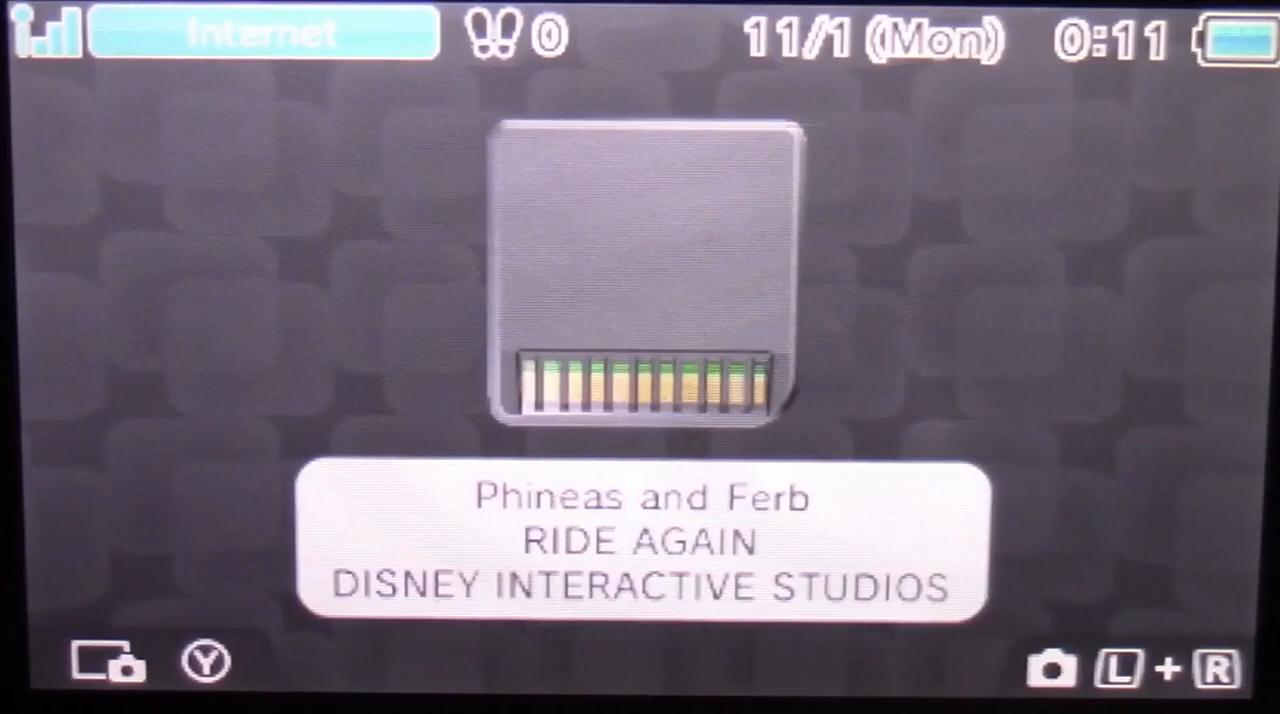 Internet 0 11/1 (Mon) 0:11
Phineas and Ferb
RIDE AGAIN
DISNEY INTERACTIVE STUDIOS
Y L + R